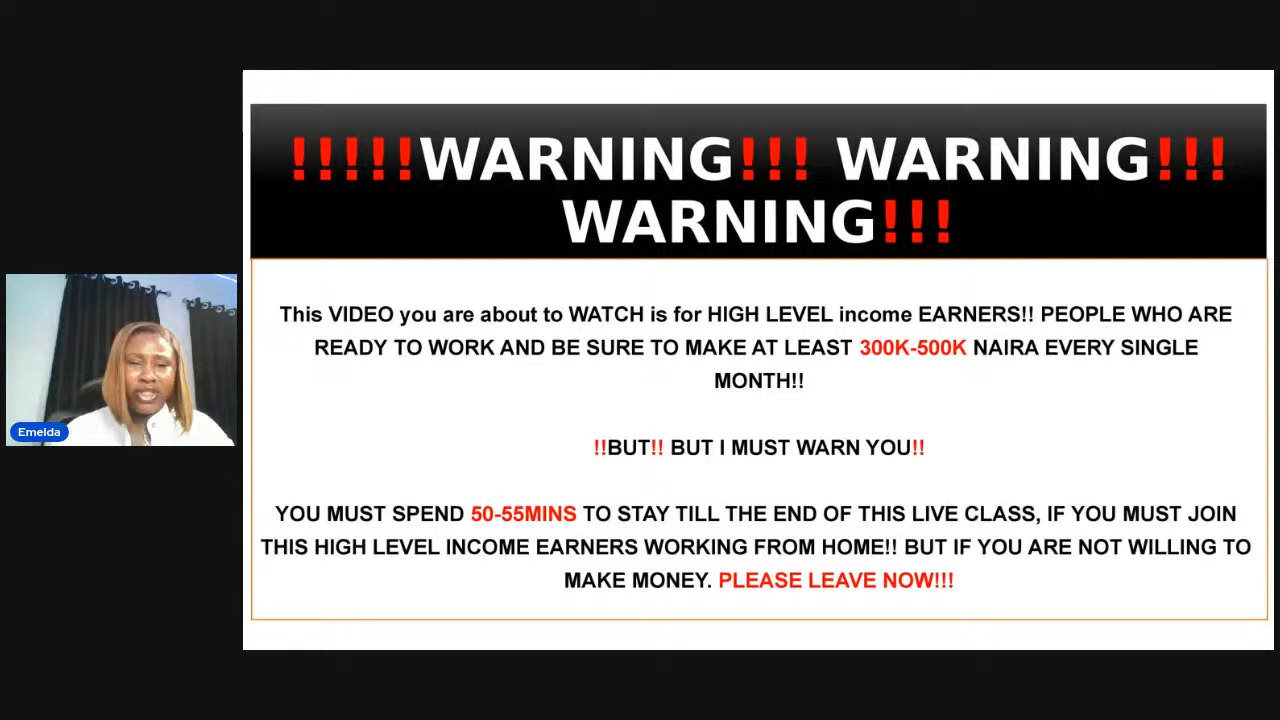 !!!!!WARNING!!! WARNING!!!
WARNING!!!
This VIDEO you are about to WATCH is for HIGH LEVEL income EARNERS!! PEOPLE WHO ARE
READY TO WORK AND BE SURE TO MAKE AT LEAST 300K-500K NAIRA EVERY SINGLE
MONTH!!
!!BUT!! BUT I MUST WARN YOU!!
YOU MUST SPEND 50-55MINS TO STAY TILL THE END OF THIS LIVE CLASS, IF YOU MUST JOIN
THIS HIGH LEVEL INCOME EARNERS WORKING FROM HOME!! BUT IF YOU ARE NOT WILLING TO
MAKE MONEY. PLEASE LEAVE NOW!!!
Emelda